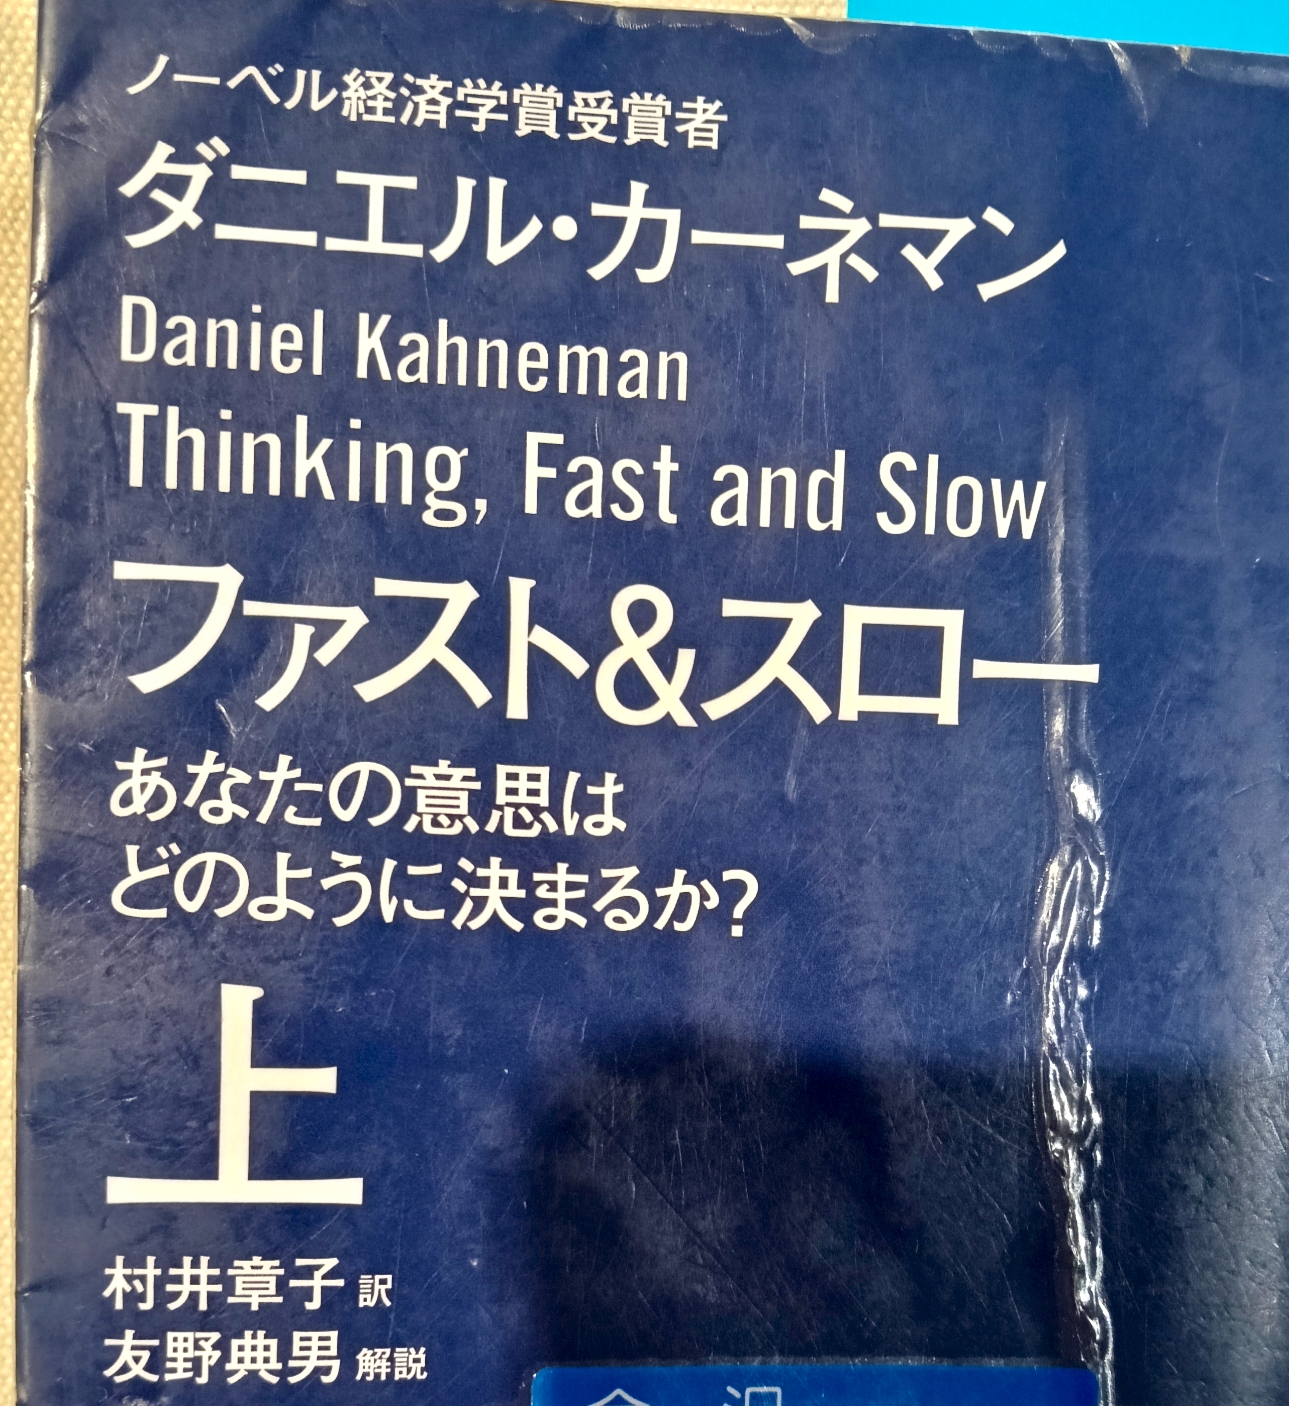 ノーベル経済学賞受賞者
ダニエル・カーネマン
Daniel Kahneman
Thinking, Fast and Slow
ファスト&スロー
あなたの意思は
どのように決まるか?
上
村井章子 訳
友野典男 解説